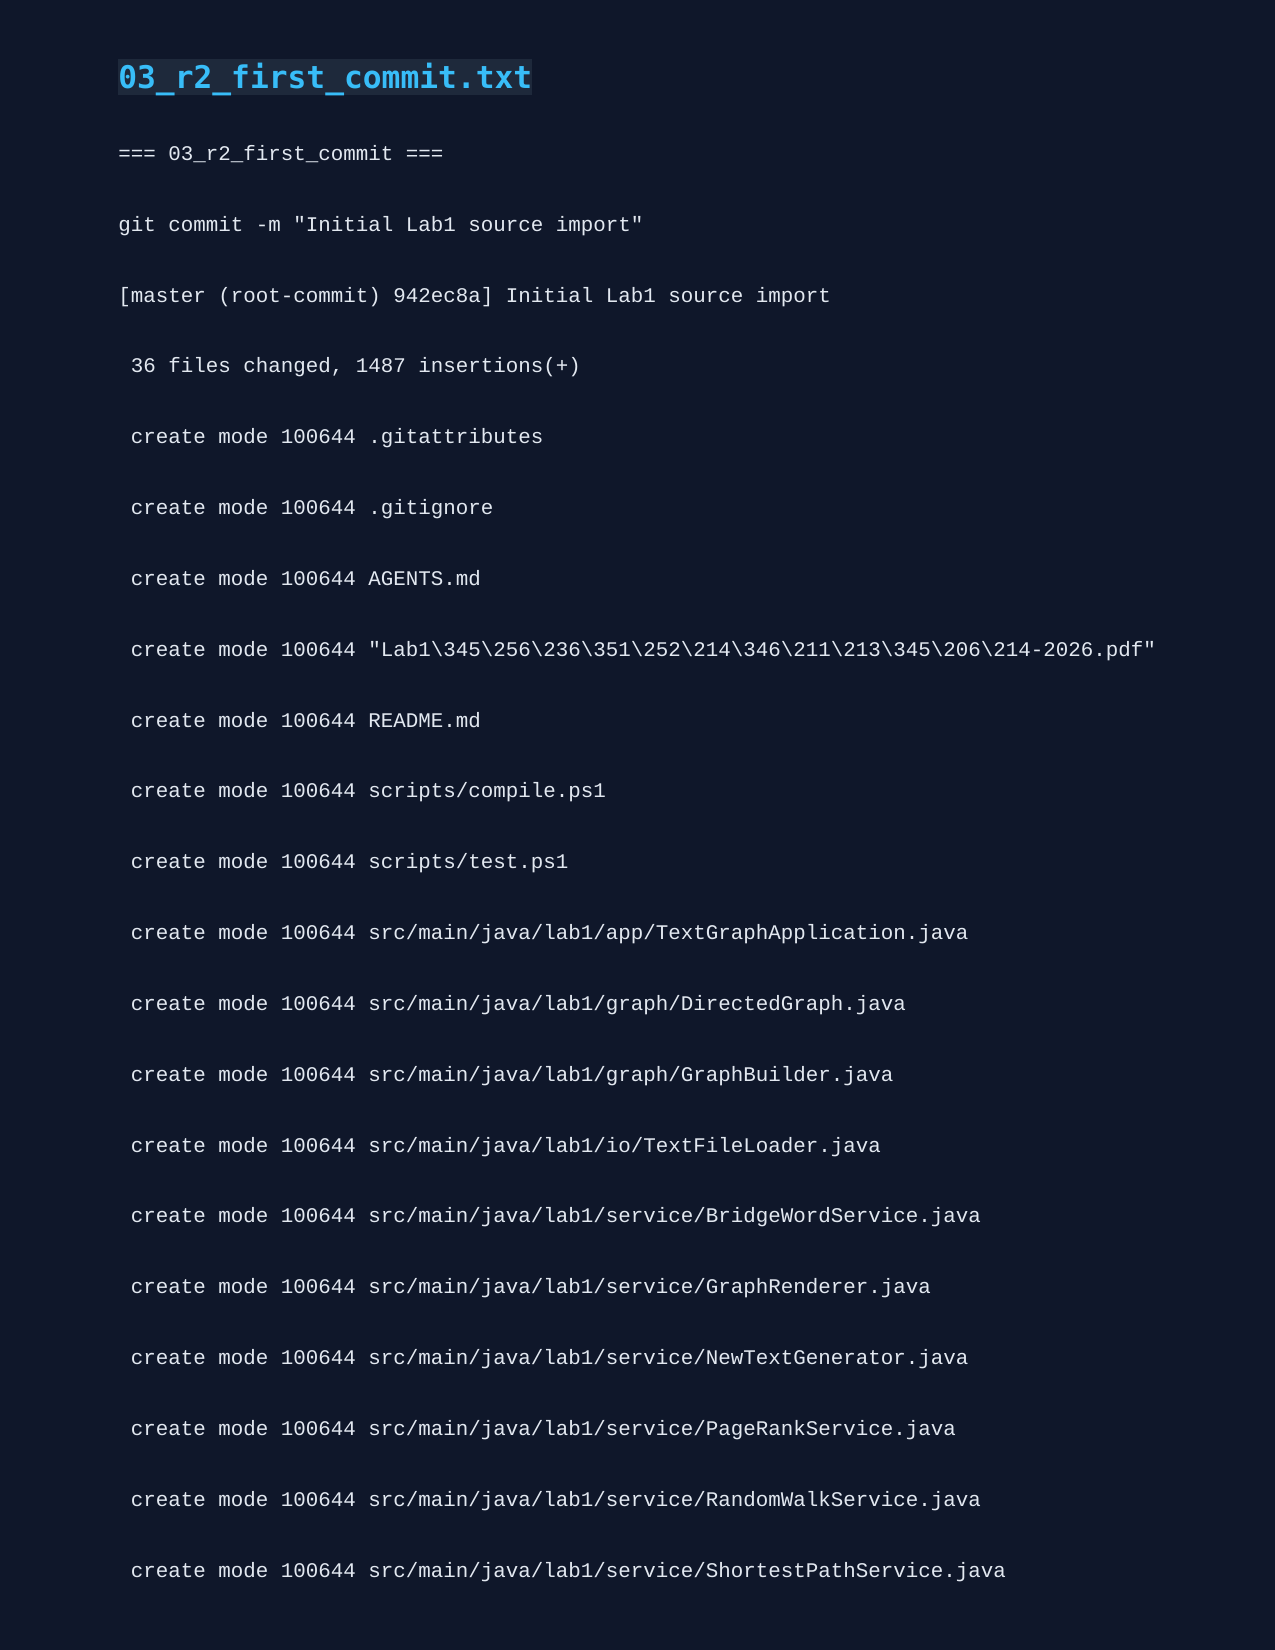 03_r2_first_commit.txt
=== 03_r2_first_commit ===
git commit -m "Initial Lab1 source import"
[master (root-commit) 942ec8a] Initial Lab1 source import
 36 files changed, 1487 insertions(+)
 create mode 100644 .gitattributes
 create mode 100644 .gitignore
 create mode 100644 AGENTS.md
 create mode 100644 "Lab1\345\256\236\351\252\214\346\211\213\345\206\214-2026.pdf"
 create mode 100644 README.md
 create mode 100644 scripts/compile.ps1
 create mode 100644 scripts/test.ps1
 create mode 100644 src/main/java/lab1/app/TextGraphApplication.java
 create mode 100644 src/main/java/lab1/graph/DirectedGraph.java
 create mode 100644 src/main/java/lab1/graph/GraphBuilder.java
 create mode 100644 src/main/java/lab1/io/TextFileLoader.java
 create mode 100644 src/main/java/lab1/service/BridgeWordService.java
 create mode 100644 src/main/java/lab1/service/GraphRenderer.java
 create mode 100644 src/main/java/lab1/service/NewTextGenerator.java
 create mode 100644 src/main/java/lab1/service/PageRankService.java
 create mode 100644 src/main/java/lab1/service/RandomWalkService.java
 create mode 100644 src/main/java/lab1/service/ShortestPathService.java